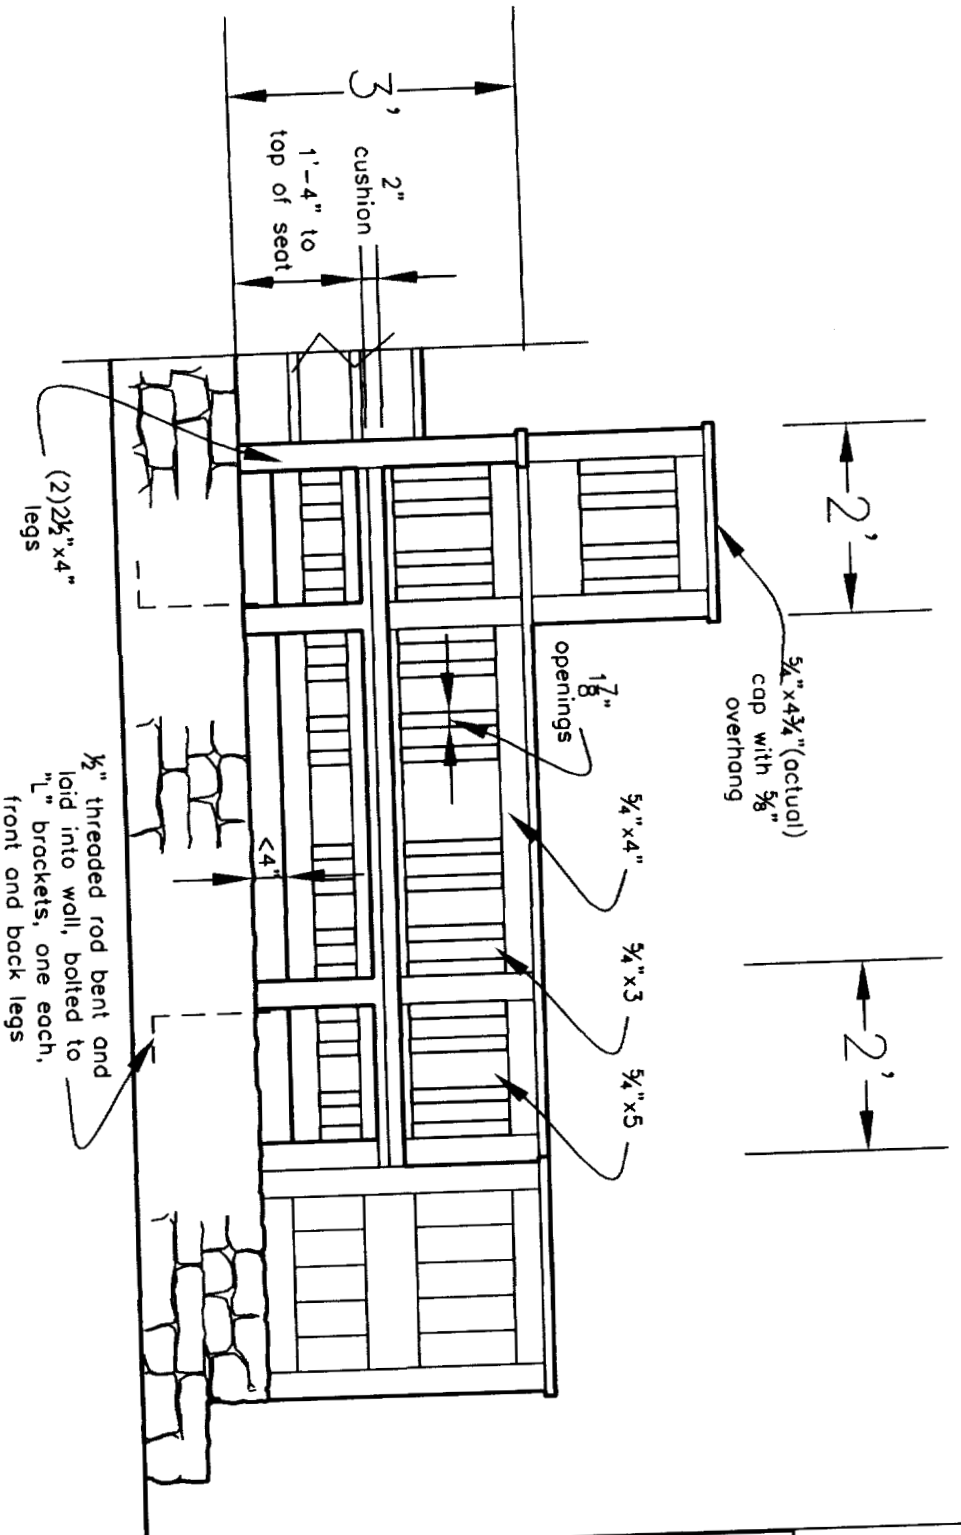 3'
2"
cushion
1'-4" to
top of seat
2'
5/4"x4 3/4"(actual)
cap with 5/8"
overhang
1 7/8"
openings
5/4"x4"
5/4"x3
5/4"x5
2'
(2)2½"x4"
legs
<4"
½" threaded rod bent and
laid into wall, bolted to
"L" brackets, one each,
front and back legs